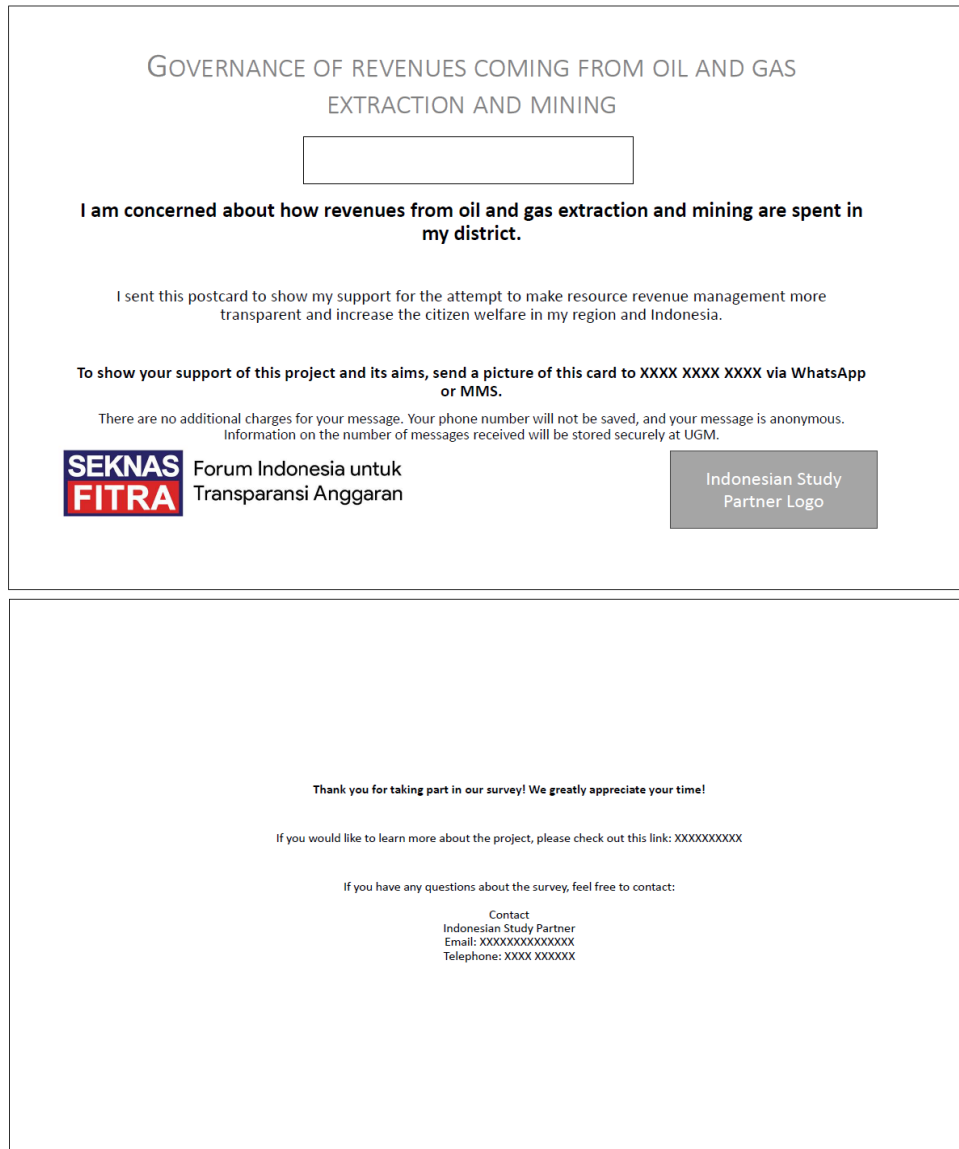 GOVERNANCE OF REVENUES COMING FROM OIL AND GAS
EXTRACTION AND MINING
I am concerned about how revenues from oil and gas extraction and mining are spent in
my district.
I sent this postcard to show my support for the attempt to make resource revenue management more
transparent and increase the citizen welfare in my region and Indonesia.
To show your support of this project and its aims, send a picture of this card to XXXX XXXX XXXX via WhatsApp
or MMS.
There are no additional charges for your message. Your phone number will not be saved, and your message is anonymous.
Information on the number of messages received will be stored securely at UGM.
SEKNAS
FITRA
Forum Indonesia untuk
Transparansi Anggaran
Indonesian Study
Partner Logo
Thank you for taking part in our survey! We greatly appreciate your time!
If you would like to learn more about the project, please check out this link: XXXXXXXXXX
If you have any questions about the survey, feel free to contact:
Contact
Indonesian Study Partner
Email: XXXXXXXXXXXXXX
Telephone: XXXX XXXXXX